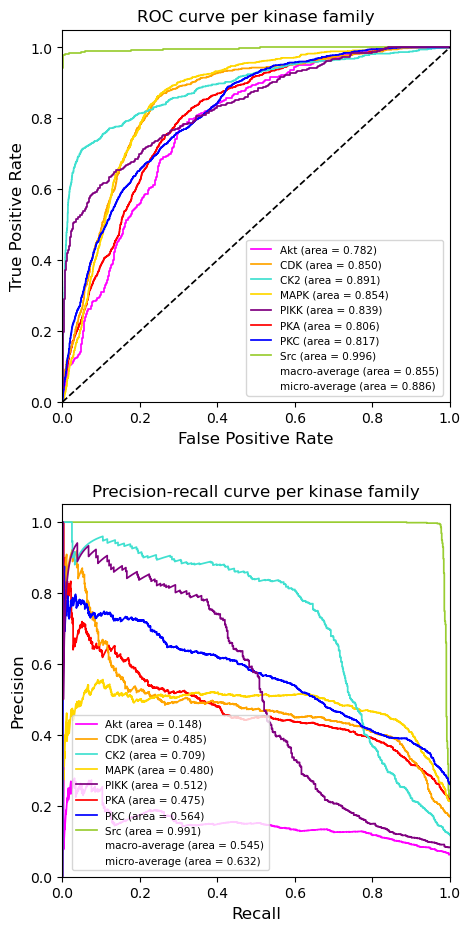 ROC curve per kinase family
1.0
0.8
0.6
0.4
0.2
0.0
True Positive Rate
Akt (area = 0.782)
CDK (area = 0.850)
CK2 (area = 0.891)
MAPK (area = 0.854)
PIKK (area = 0.839)
PKA (area = 0.806)
PKC (area = 0.817)
Src (area = 0.996)
macro-average (area = 0.855)
micro-average (area = 0.886)
0.0 0.2 0.4 0.6 0.8 1.0
False Positive Rate
Precision-recall curve per kinase family
1.0
0.8
0.6
0.4
0.2
0.0
Precision
Akt (area = 0.148)
CDK (area = 0.485)
CK2 (area = 0.709)
MAPK (area = 0.480)
PIKK (area = 0.512)
PKA (area = 0.475)
PKC (area = 0.564)
Src (area = 0.991)
macro-average (area = 0.545)
micro-average (area = 0.632)
0.0 0.2 0.4 0.6 0.8 1.0
Recall